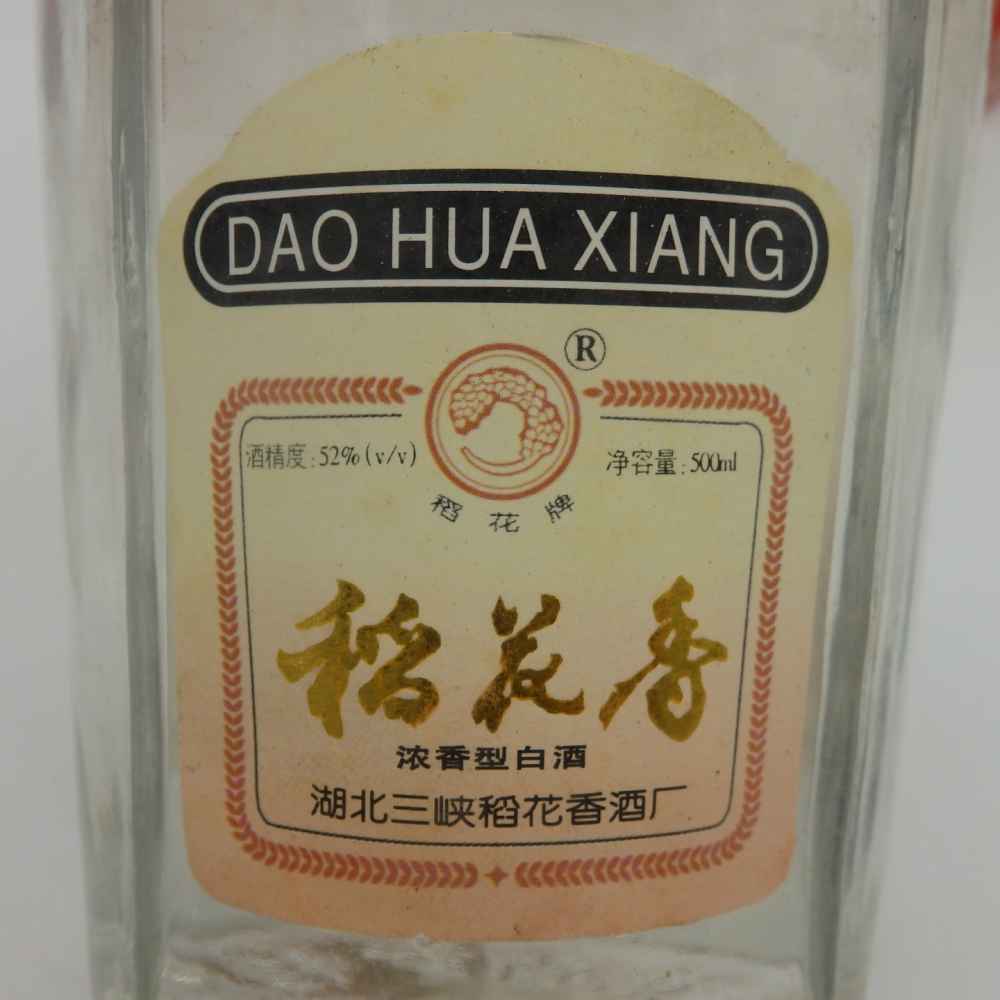 DAO HUA XIANG
®
酒精度:52%(v/v)
净容量:500ml
稻花牌
稻花香
浓香型白酒
湖北三峡稻花香酒厂